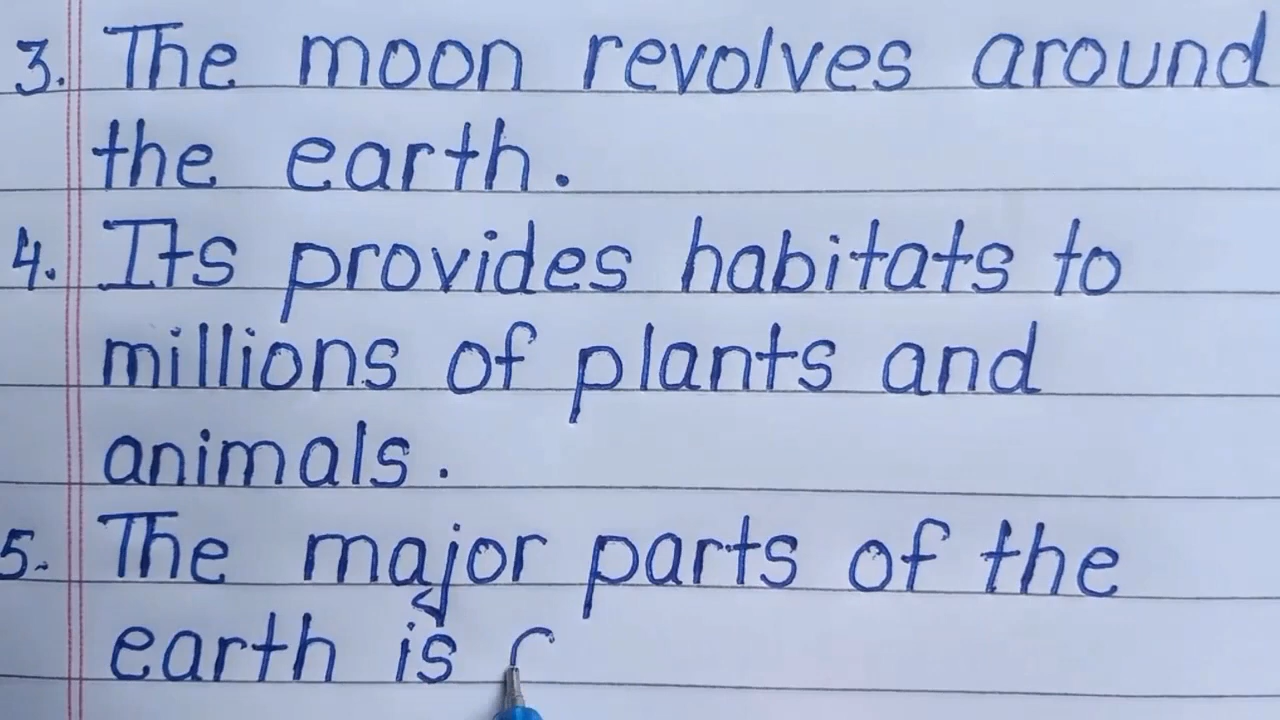 3. The moon revolves around
the earth.
4. Its provides habitats to
millions of plants and
animals.
5. The major parts of the
earth is